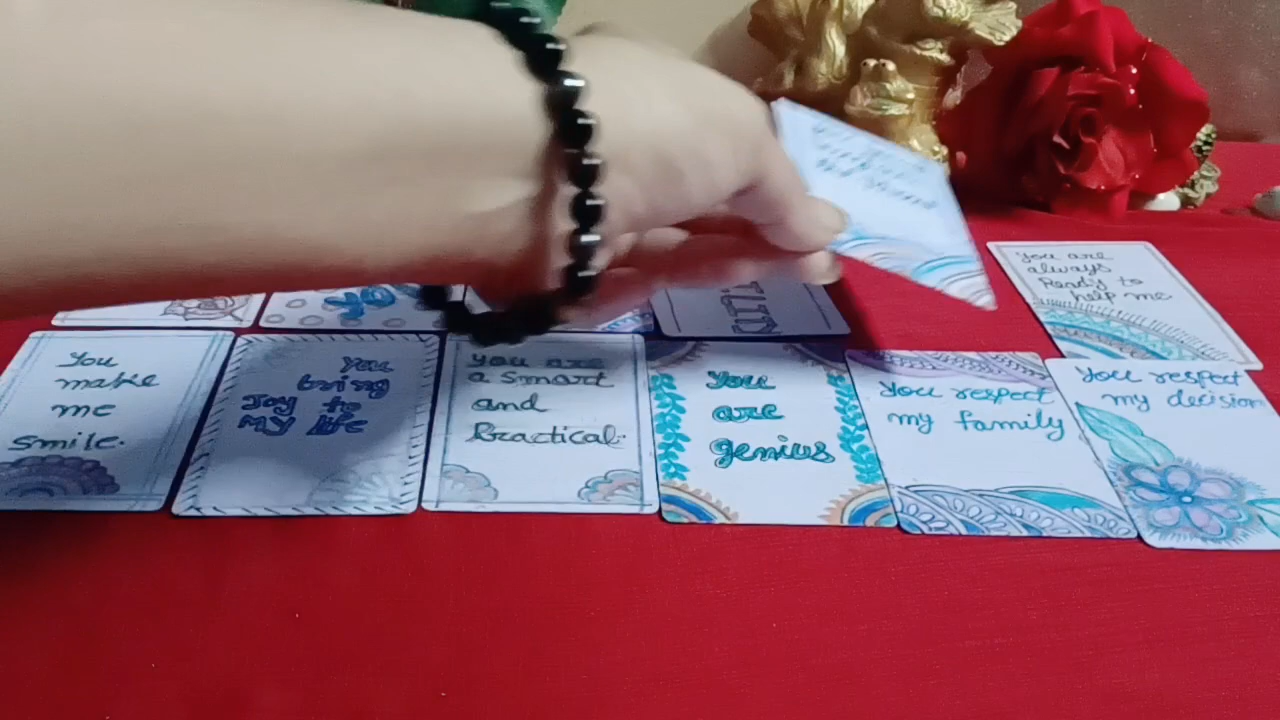 You are
always
Ready to
help me
You
make
me
Smile.
You
bring
Joy to
My life
You are
a smart
and
Practical.
You
are
genius
You respect
my family
You respect
my decision